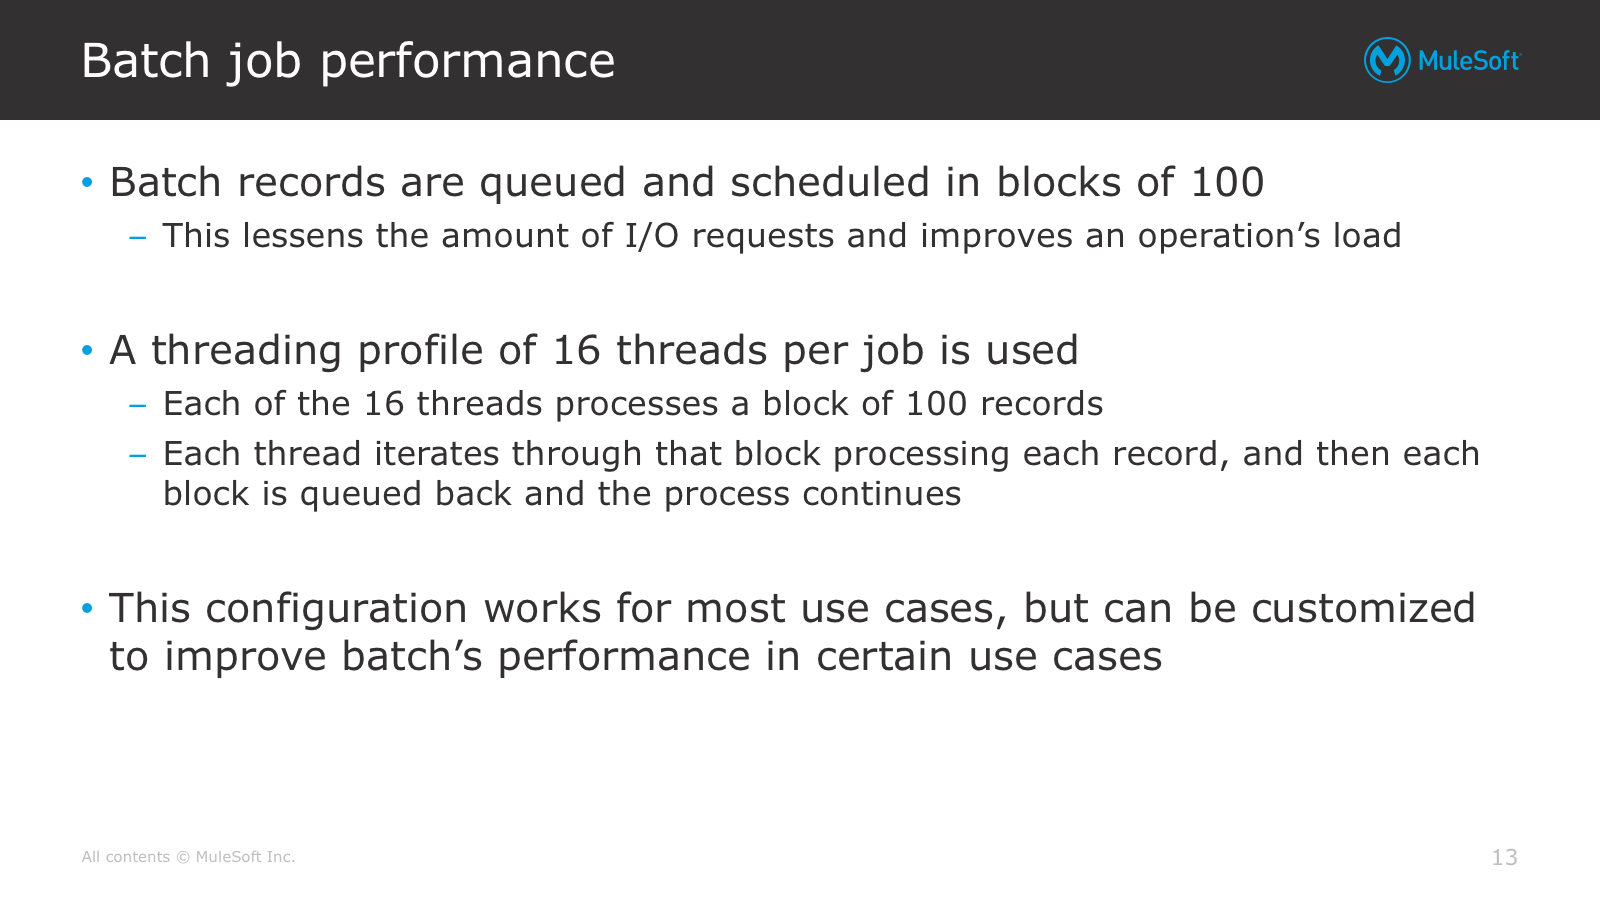 Batch job performance
MuleSoft
• Batch records are queued and scheduled in blocks of 100
– This lessens the amount of I/O requests and improves an operation’s load
• A threading profile of 16 threads per job is used
– Each of the 16 threads processes a block of 100 records
– Each thread iterates through that block processing each record, and then each
block is queued back and the process continues
• This configuration works for most use cases, but can be customized
to improve batch’s performance in certain use cases
All contents © MuleSoft Inc.
13